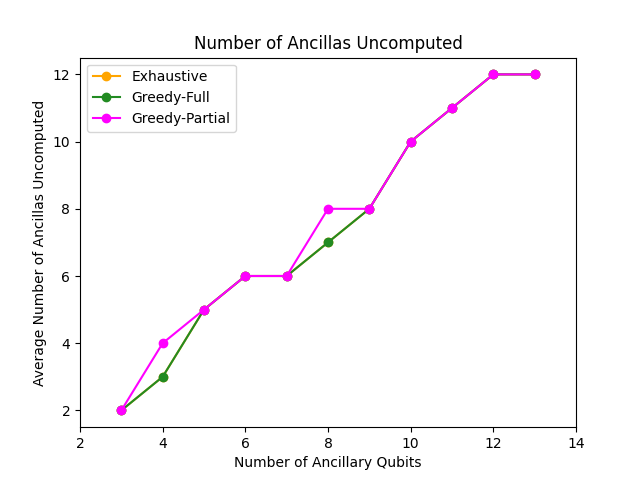 Number of Ancillas Uncomputed
Exhaustive
Greedy-Full
Greedy-Partial
Average Number of Ancillas Uncomputed
12
10
8
6
4
2
2 4 6 8 10 12 14
Number of Ancillary Qubits